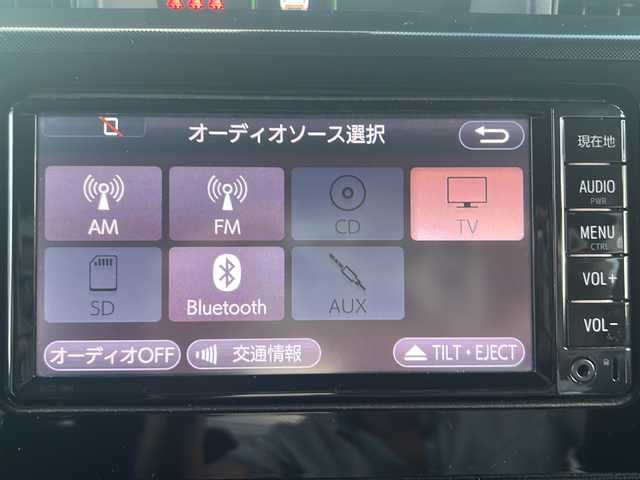 オーディオソース選択
AM
FM
CD
TV
SD
Bluetooth
AUX
オーディオOFF
交通情報
TILT・EJECT
現在地
AUDIO
PWR
MENU
CTRL
VOL+
VOL-